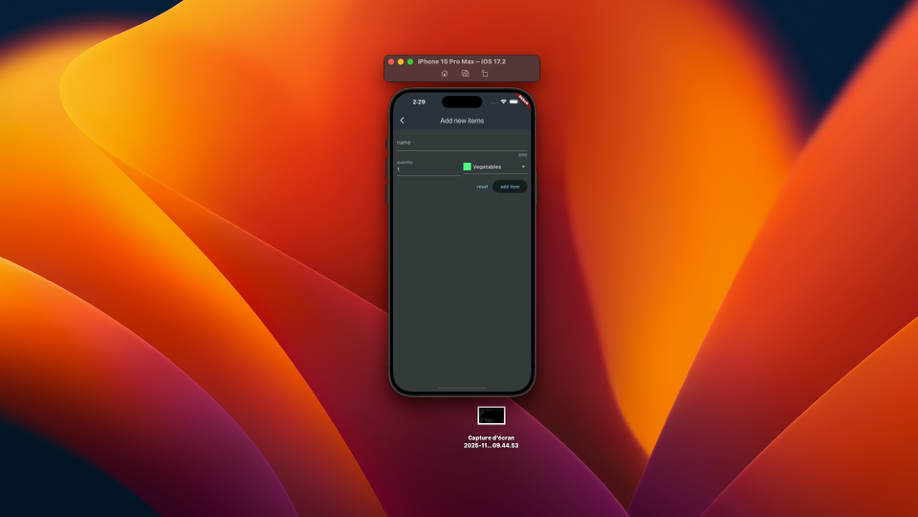 iPhone 15 Pro Max – iOS 17.2
2:29
Add new items
name
0/50
quantity
1
Vegetables
reset
add item
Capture d'écran
2025-11...09.44.53